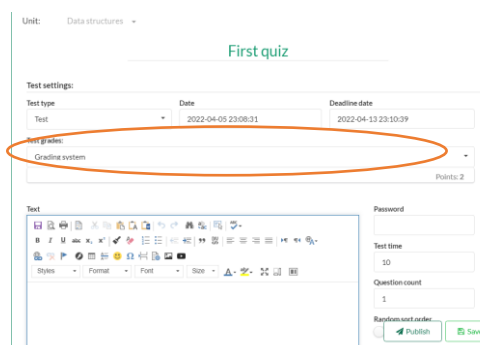 Unit: Data structures
First quiz
Test settings:
Test type Date Deadline date
Test 2022-04-05 23:08:31 2022-04-13 23:10:39
Test grades:
Grading system
Points: 2
Text Password
B I U abc x, x²
Test time
Styles Format Font Size A- 10
Question count
1
Random sort order
Publish Save